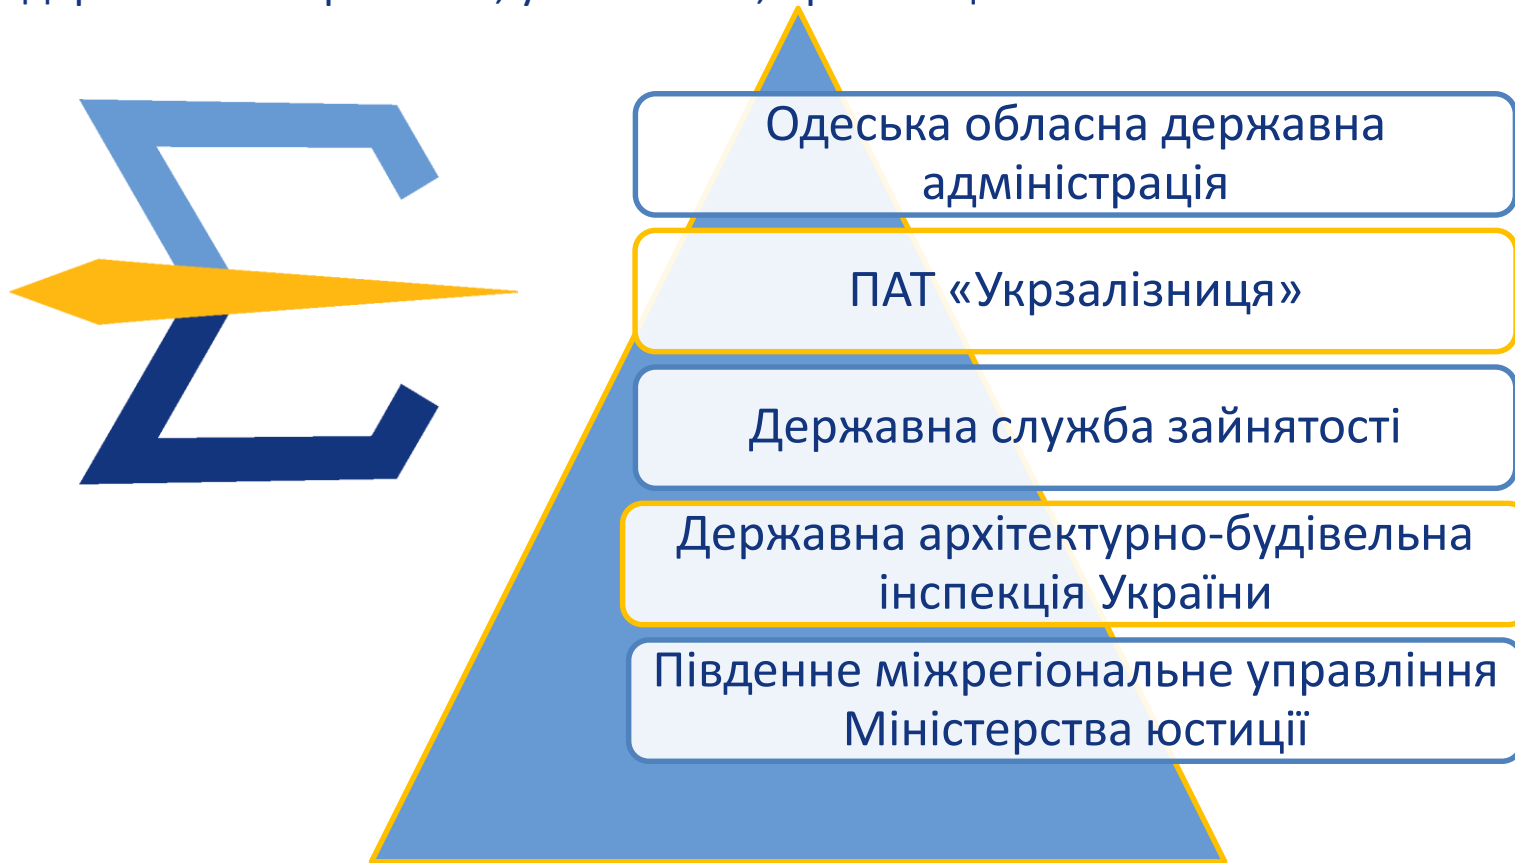 Одеська обласна державна
адміністрація
ПАТ «Укрзалізниця»
Державна служба зайнятості
Державна архітектурно-будівельна
інспекція України
Південне міжрегіональне управління
Міністерства юстиції